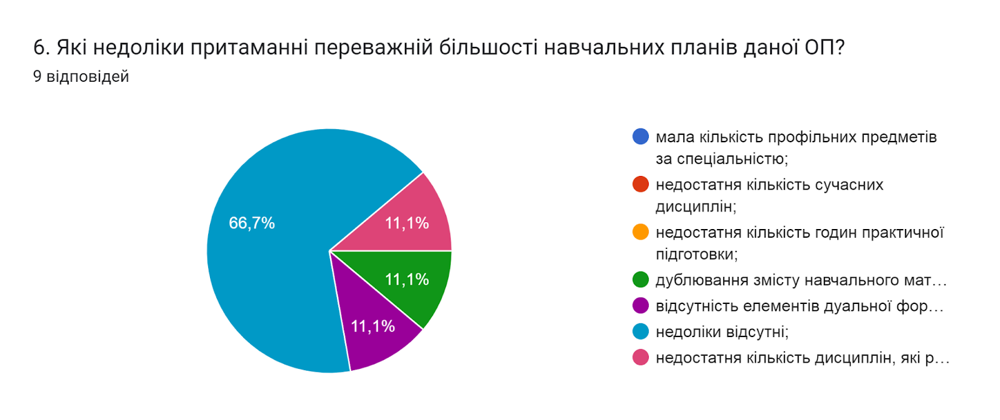 6. Які недоліки притаманні переважній більшості навчальних планів даної ОП?
9 відповідей
66,7%
11,1%
11,1%
11,1%
мала кількість профільних предметів
за спеціальністю;
недостатня кількість сучасних
дисциплін;
недостатня кількість годин практичної
підготовки;
дублювання змісту навчального мат…
відсутність елементів дуальної фор…
недоліки відсутні;
недостатня кількість дисциплін, які р…